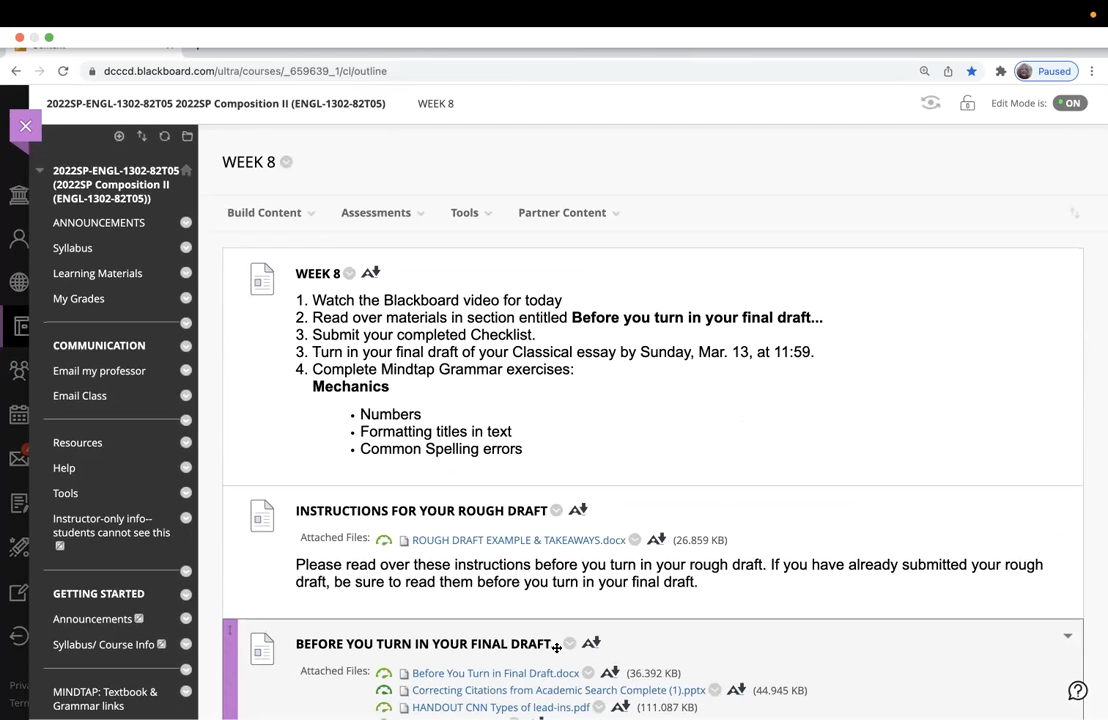 dcccd.blackboard.com/ultra/courses/_659639_1/cl/outline
Paused
2022SP-ENGL-1302-82T05 2022SP Composition II (ENGL-1302-82T05)
WEEK 8
Edit Mode is:
ON
2022SP-ENGL-1302-82T05
(2022SP Composition II
(ENGL-1302-82T05))
ANNOUNCEMENTS
Syllabus
Learning Materials
My Grades
COMMUNICATION
Email my professor
Email Class
Resources
Help
Tools
Instructor-only info--
students cannot see this
GETTING STARTED
Announcements
Syllabus/ Course Info
MINDTAP: Textbook &
Grammar links
WEEK 8
Build Content
Assessments
Tools
Partner Content
WEEK 8
1. Watch the Blackboard video for today
2. Read over materials in section entitled Before you turn in your final draft...
3. Submit your completed Checklist.
3. Turn in your final draft of your Classical essay by Sunday, Mar. 13, at 11:59.
4. Complete Mindtap Grammar exercises:
Mechanics
• Numbers
• Formatting titles in text
• Common Spelling errors
INSTRUCTIONS FOR YOUR ROUGH DRAFT
Attached Files: ROUGH DRAFT EXAMPLE & TAKEAWAYS.docx (26.859 KB)
Please read over these instructions before you turn in your rough draft. If you have already submitted your rough
draft, be sure to read them before you turn in your final draft.
BEFORE YOU TURN IN YOUR FINAL DRAFT.
Attached Files: Before You Turn in Final Draft.docx (36.392 KB)
Correcting Citations from Academic Search Complete (1).pptx (44.945 KB)
HANDOUT CNN Types of lead-ins.pdf (111.087 KB)